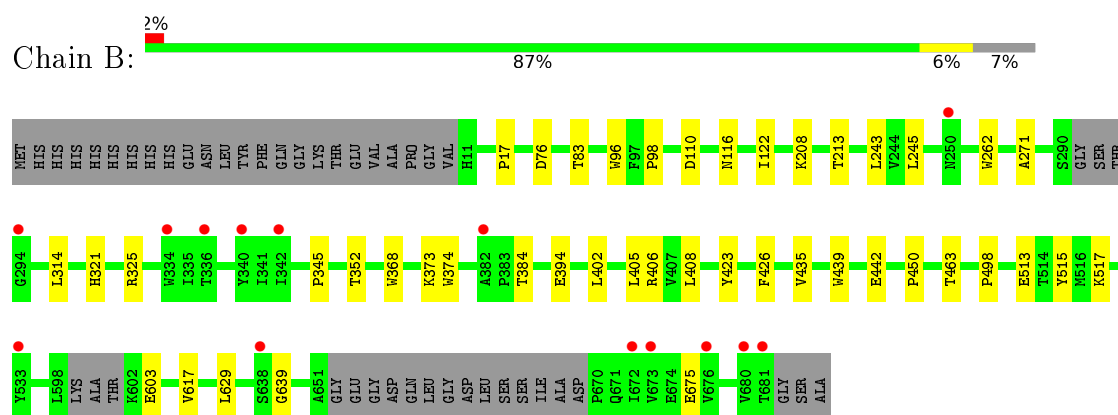 2%
Chain B:
87% 6% 7%
MET HIS HIS HIS HIS HIS HIS HIS HIS GLU ASN LEU TYR PHE GLN GLY LYS THR GLU VAL ALA PRO GLY VAL H11 P17 D76 T83 W96 F97 P98 D110 N116 I122 K208 T213 L243 V244 L245 N250 W262 A271 S290 GLY SER THR
G294 L314 H321 R325 W334 I335 T336 Y340 I341 I342 P345 T352 W368 K373 W374 A382 P383 T384 E394 L402 L405 R406 V407 L408 Y423 F426 V435 W439 E442 P450 T463 P498 E513 T514 Y515 M516 K517
Y533 L598 LYS ALA THR K602 E603 V617 L629 S638 G639 A651 GLY GLU GLY ASP GLN LEU GLY ASP LEU SER SER ILE ALA ASP P670 Q671 I672 V673 E674 E675 V676 V680 T681 GLY SER ALA